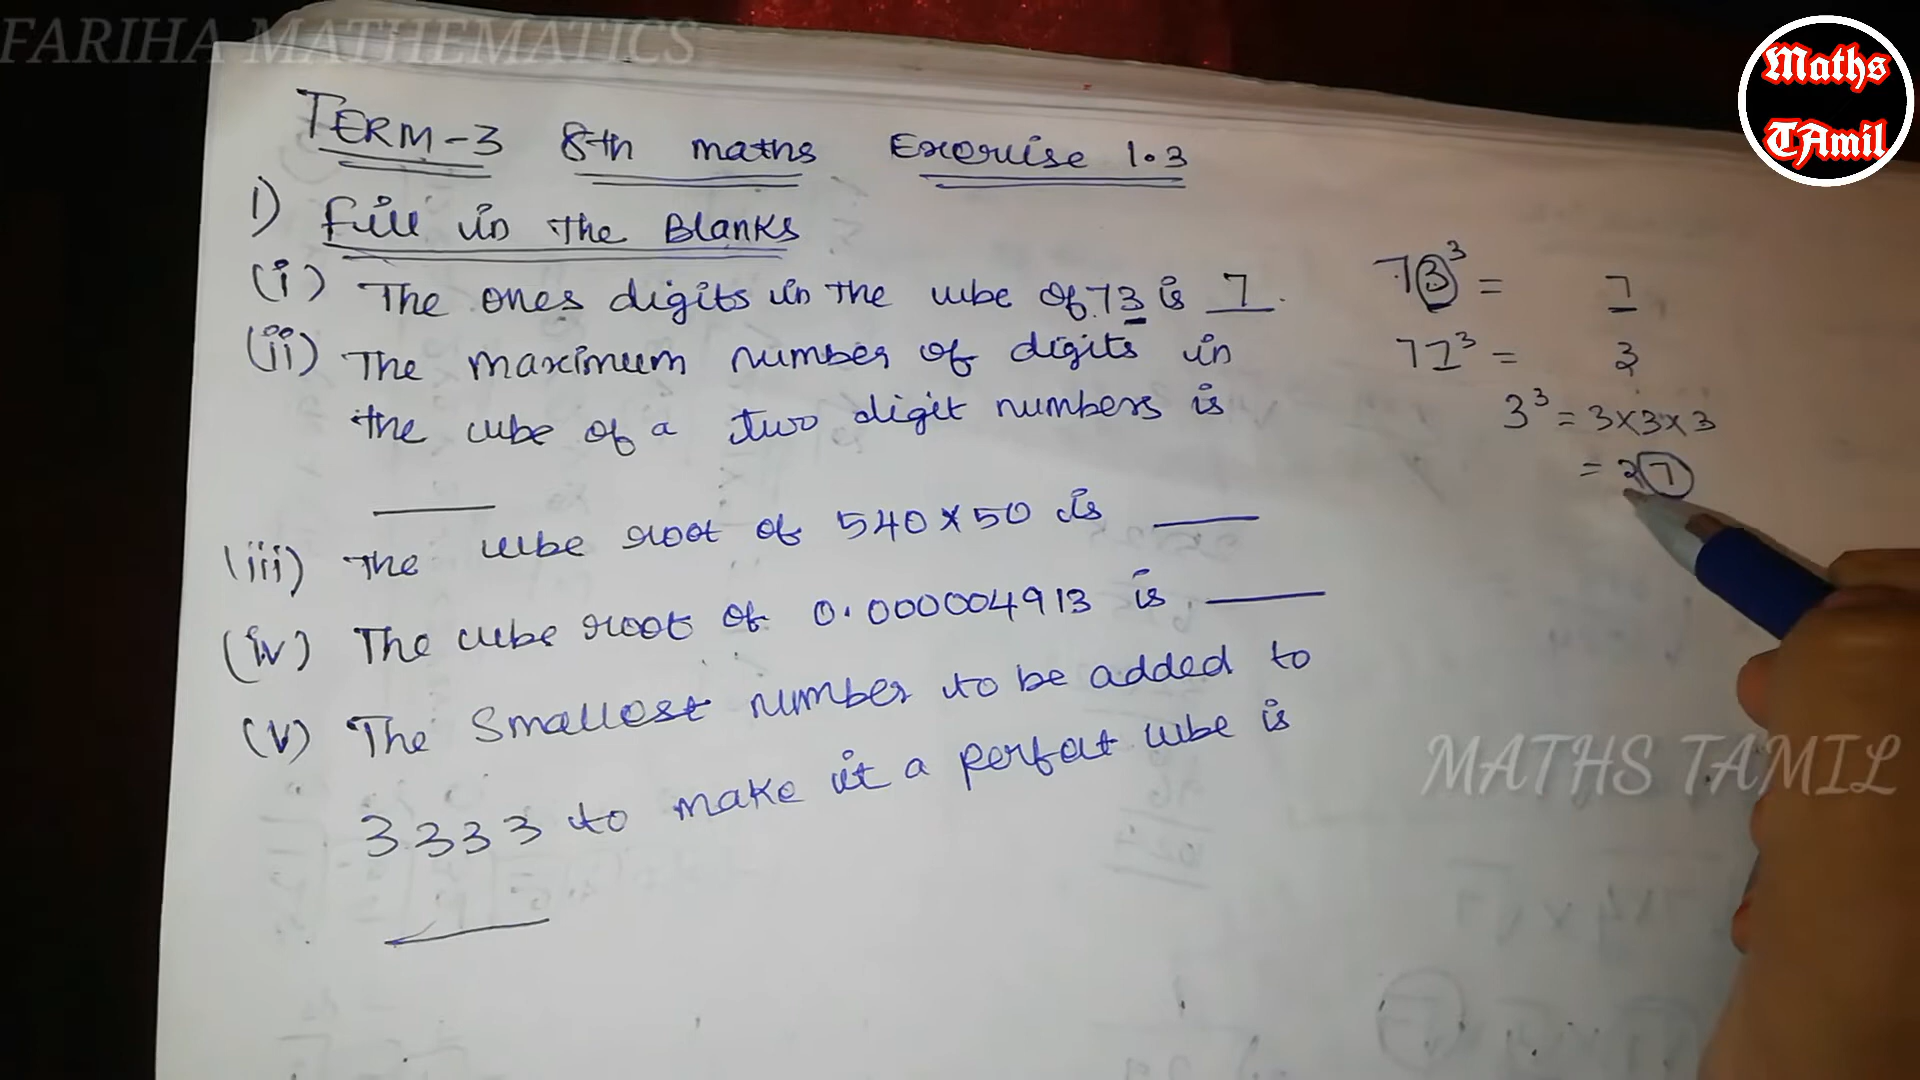 FARIHA MATHEMATICS
Maths
TAmil
TERM-3 8th maths Exercise 1.3
1) Fill in the Blanks
(i) The ones digits in the cube of 73 is 7.
(ii) The maximum number of digits in
the cube of a two digit numbers is
(iii) The cube root of 540×50 is
(iv) The cube root of 0.000004913 is
(v) The Smallest number to be added to
3333 to make it a perfect cube is
73³ = 7
77³ = 3
3³ = 3×3×3
= 27
MATHS TAMIL